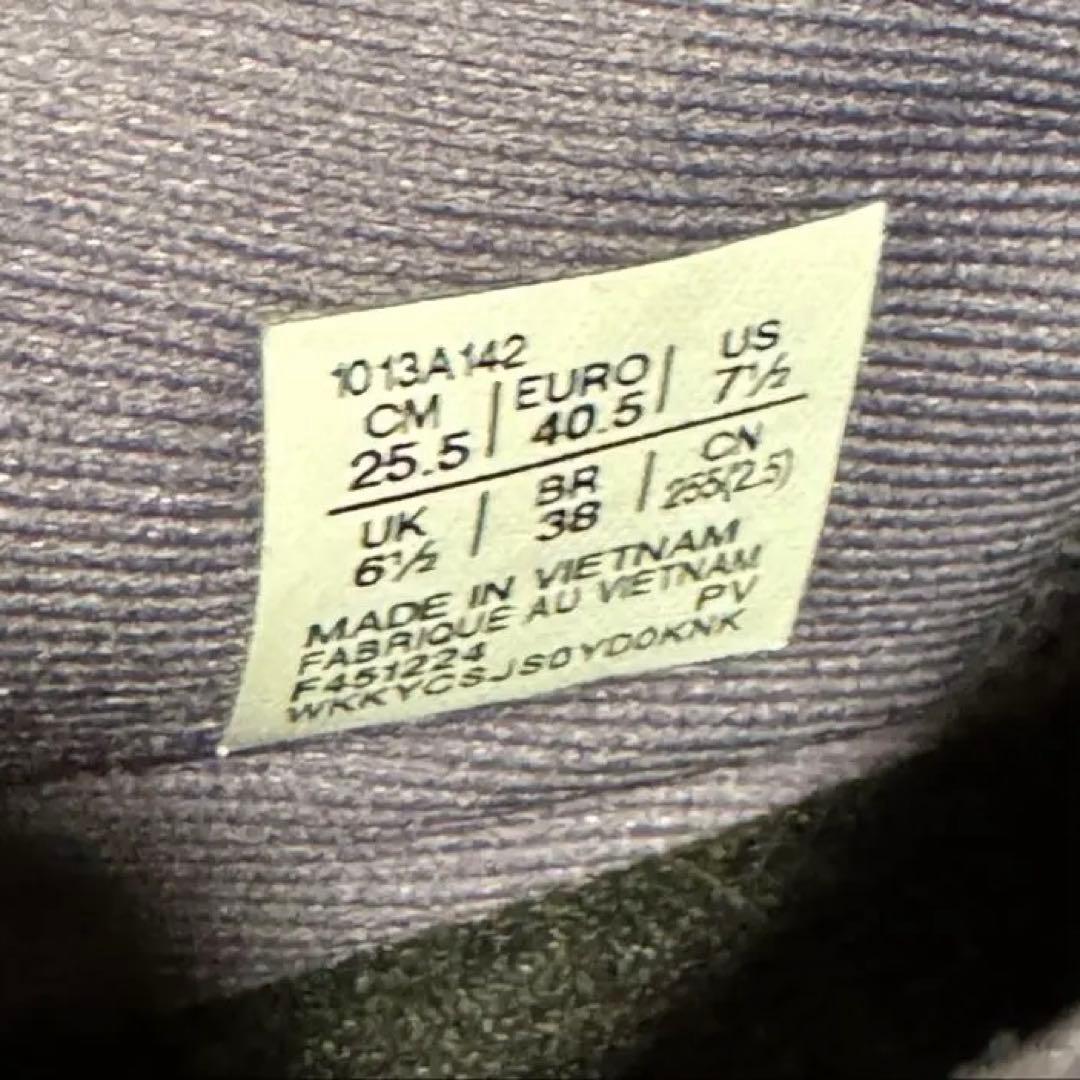 1013A142
CM | EURO | US
25.5 | 40.5 | 7½
UK | BR | CN
6½ | 38 | 255(2.5)
MADE IN VIETNAM
FABRIQUE AU VIETNAM
F451224 PV
WKKYCSJS0YD0KNK